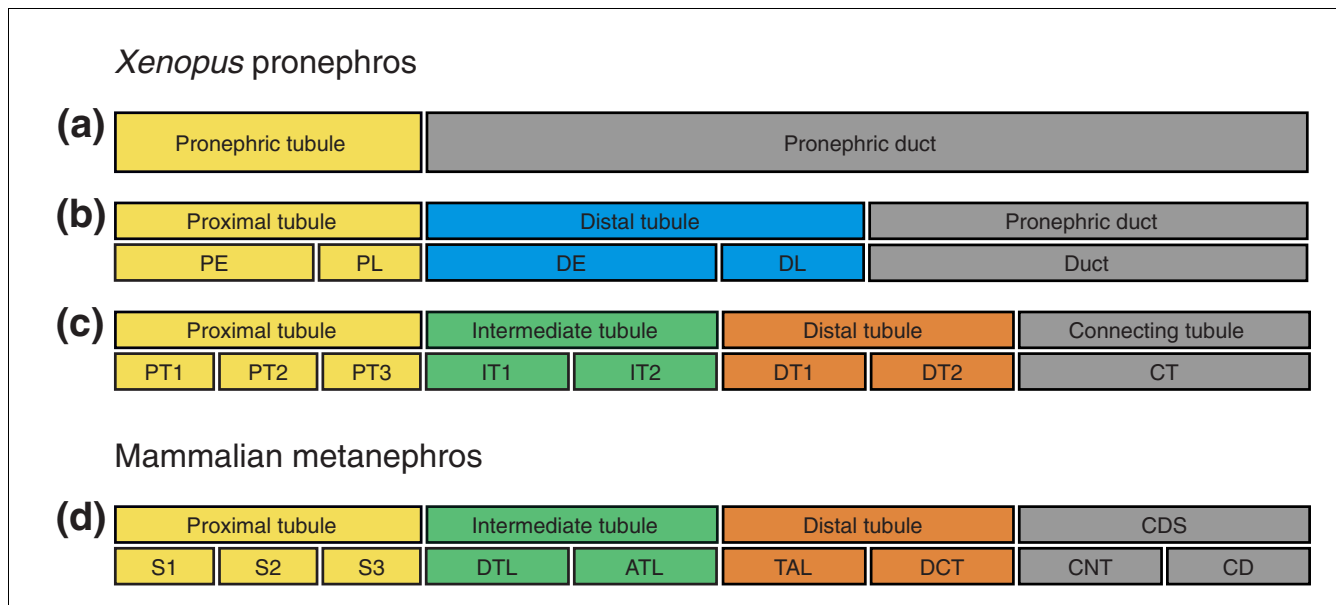 Xenopus pronephros
(a)
Pronephric tubule Pronephric duct
(b)
Proximal tubule Distal tubule Pronephric duct
PE PL DE DL Duct
(c)
Proximal tubule Intermediate tubule Distal tubule Connecting tubule
PT1 PT2 PT3 IT1 IT2 DT1 DT2 CT
Mammalian metanephros
(d)
Proximal tubule Intermediate tubule Distal tubule CDS
S1 S2 S3 DTL ATL TAL DCT CNT CD